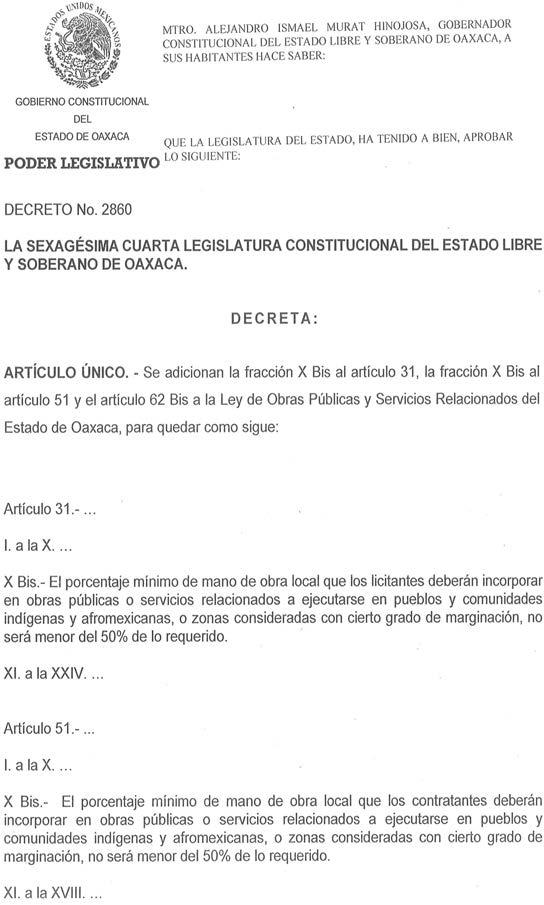 ESTADOS UNIDOS MEXICANOS
MTRO. ALEJANDRO ISMAEL MURAT HINOJOSA, GOBERNADOR
CONSTITUCIONAL DEL ESTADO LIBRE Y SOBERANO DE OAXACA, A
SUS HABITANTES HACE SABER:
GOBIERNO CONSTITUCIONAL
DEL
ESTADO DE OAXACA
PODER LEGISLATIVO
QUE LA LEGISLATURA DEL ESTADO, HA TENIDO A BIEN, APROBAR
LO SIGUIENTE:
DECRETO No. 2860
LA SEXAGÉSIMA CUARTA LEGISLATURA CONSTITUCIONAL DEL ESTADO LIBRE
Y SOBERANO DE OAXACA.
DECRETA:
ARTÍCULO ÚNICO. - Se adicionan la fracción X Bis al artículo 31, la fracción X Bis al
artículo 51 y el artículo 62 Bis a la Ley de Obras Públicas y Servicios Relacionados del
Estado de Oaxaca, para quedar como sigue:
Artículo 31.- ...
I. a la X. ...
X Bis.- El porcentaje mínimo de mano de obra local que los licitantes deberán incorporar
en obras públicas o servicios relacionados a ejecutarse en pueblos y comunidades
indígenas y afromexicanas, o zonas consideradas con cierto grado de marginación, no
será menor del 50% de lo requerido.
XI. a la XXIV. ...
Artículo 51.- ...
I. a la X. ...
X Bis.- El porcentaje mínimo de mano de obra local que los contratantes deberán
incorporar en obras públicas o servicios relacionados a ejecutarse en pueblos y
comunidades indígenas y afromexicanas, o zonas consideradas con cierto grado de
marginación, no será menor del 50% de lo requerido.
XI. a la XVIII. ...